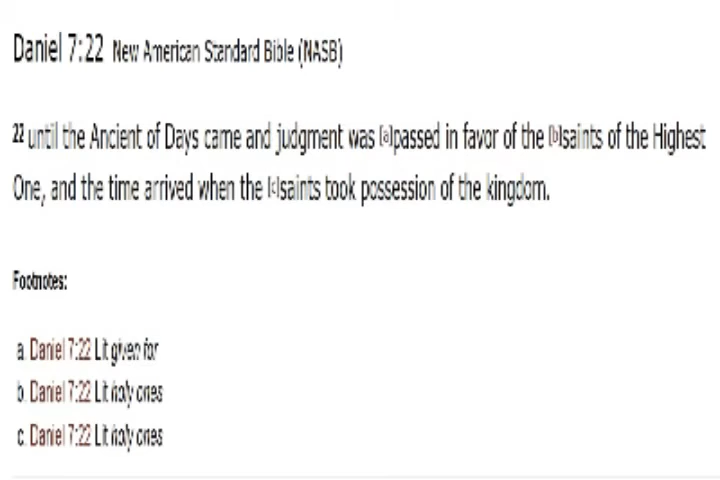 Daniel 7:22 New American Standard Bible (NASB)
22 until the Ancient of Days came and judgment was [a]passed in favor of the [b]saints of the Highest
One, and the time arrived when the [c]saints took possession of the kingdom.
Footnotes:
a. Daniel 7:22 Lit given for
b. Daniel 7:22 Lit holy ones
c. Daniel 7:22 Lit holy ones